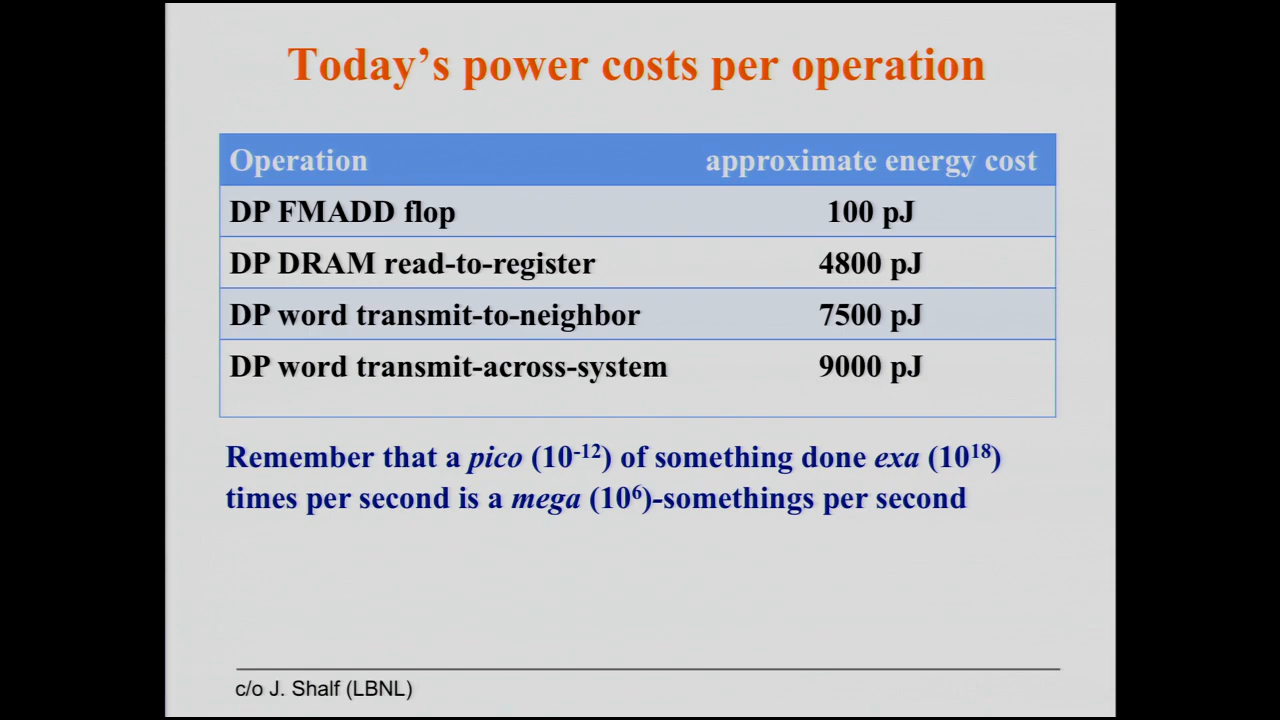 Today's power costs per operation
Operation approximate energy cost
DP FMADD flop 100 pJ
DP DRAM read-to-register 4800 pJ
DP word transmit-to-neighbor 7500 pJ
DP word transmit-across-system 9000 pJ
Remember that a pico (10⁻¹²) of something done exa (10¹⁸)
times per second is a mega (10⁶)-somethings per second
c/o J. Shalf (LBNL)